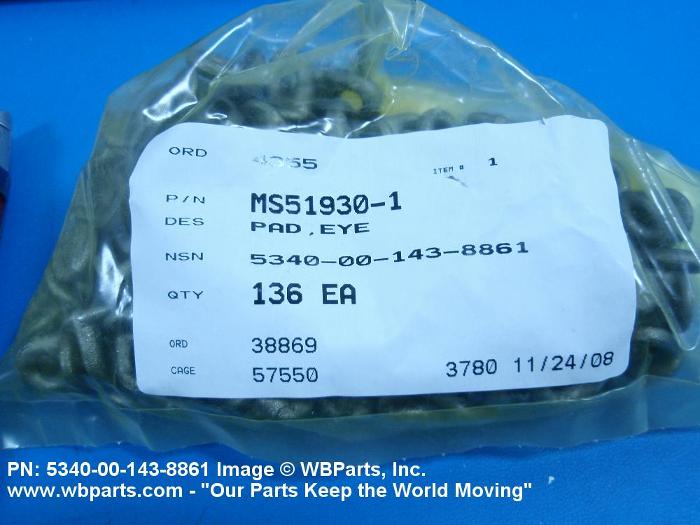 ORD ITEM # 1
P/N MS51930-1
DES PAD,EYE
NSN 5340-00-143-8861
QTY 136 EA
ORD 38869
CAGE 57550 3780 11/24/08
PN: 5340-00-143-8861 Image © WBParts, Inc.
www.wbparts.com - "Our Parts Keep the World Moving"